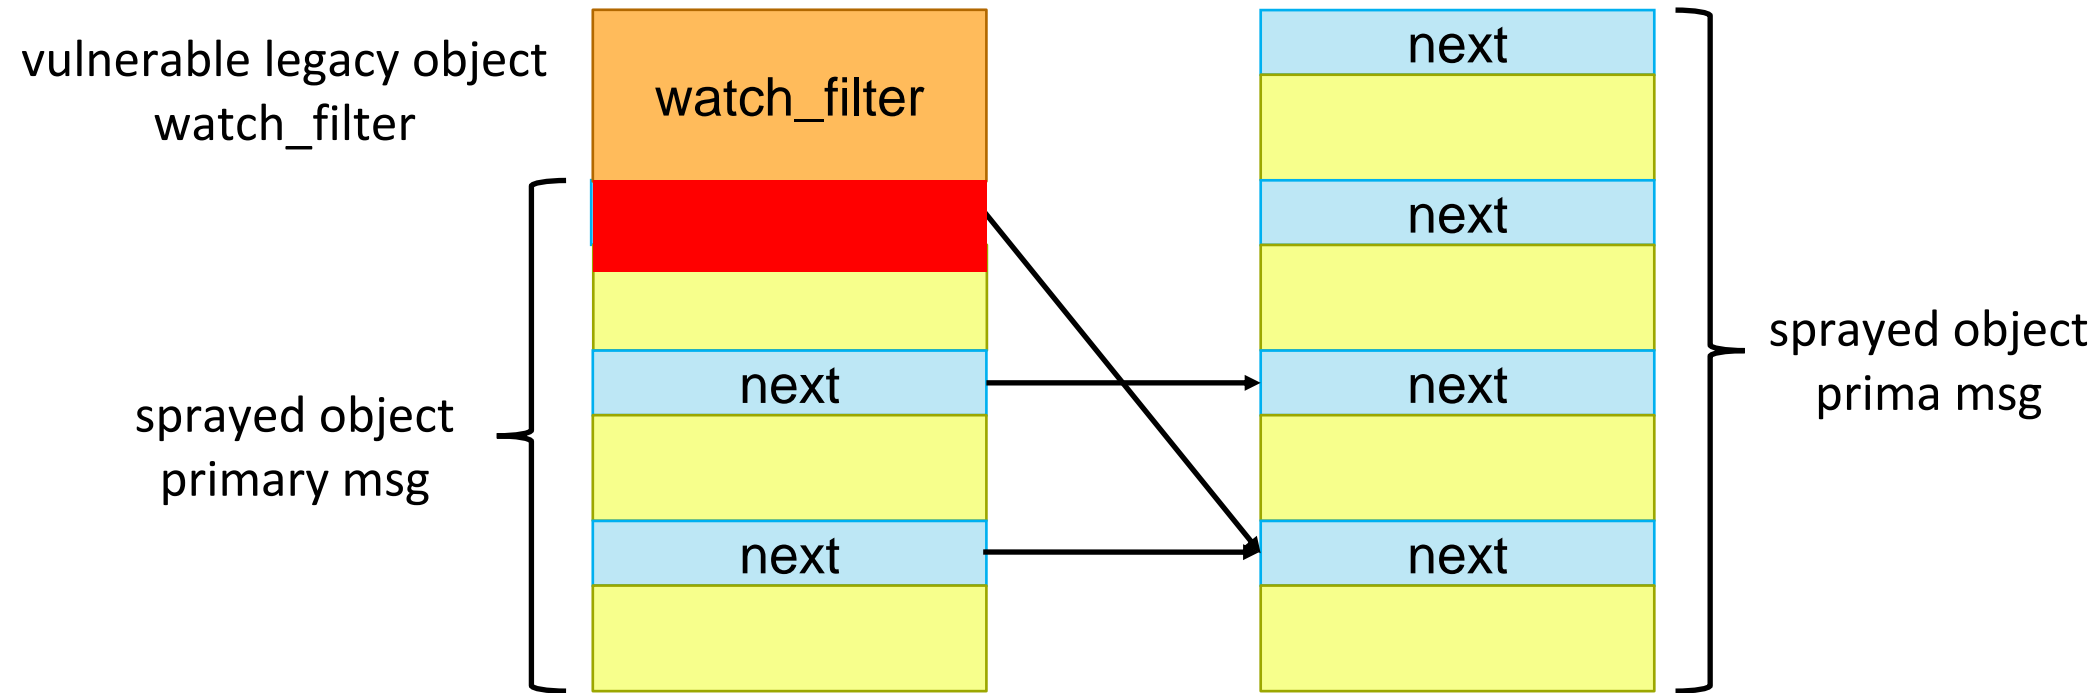 vulnerable legacy object
watch_filter
watch_filter
sprayed object
primary msg
next
next
next
next
next
next
sprayed object
prima msg